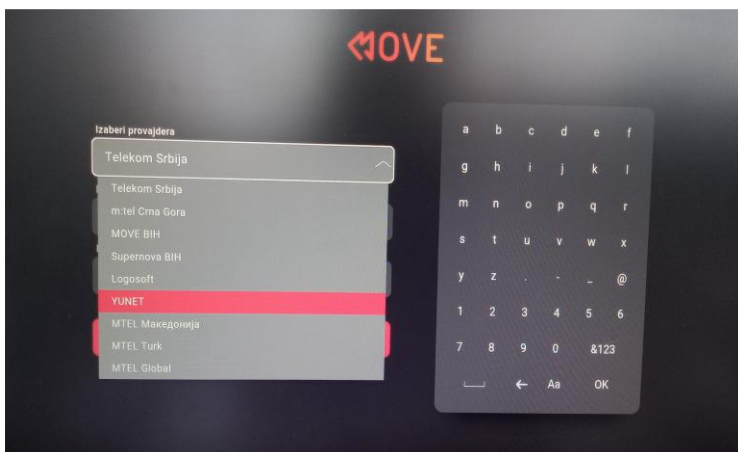 MOVE
Izaberi provajdera
Telekom Srbija
Telekom Srbija
m:tel Crna Gora
MOVE BIH
Supernova BIH
Logosoft
YUNET
MTEL Македонија
MTEL Turk
MTEL Global
a b c d e f
g h i j k l
m n o p q r
s t u v w x
y z . - _ @
1 2 3 4 5 6
7 8 9 0 &123
← Aa OK